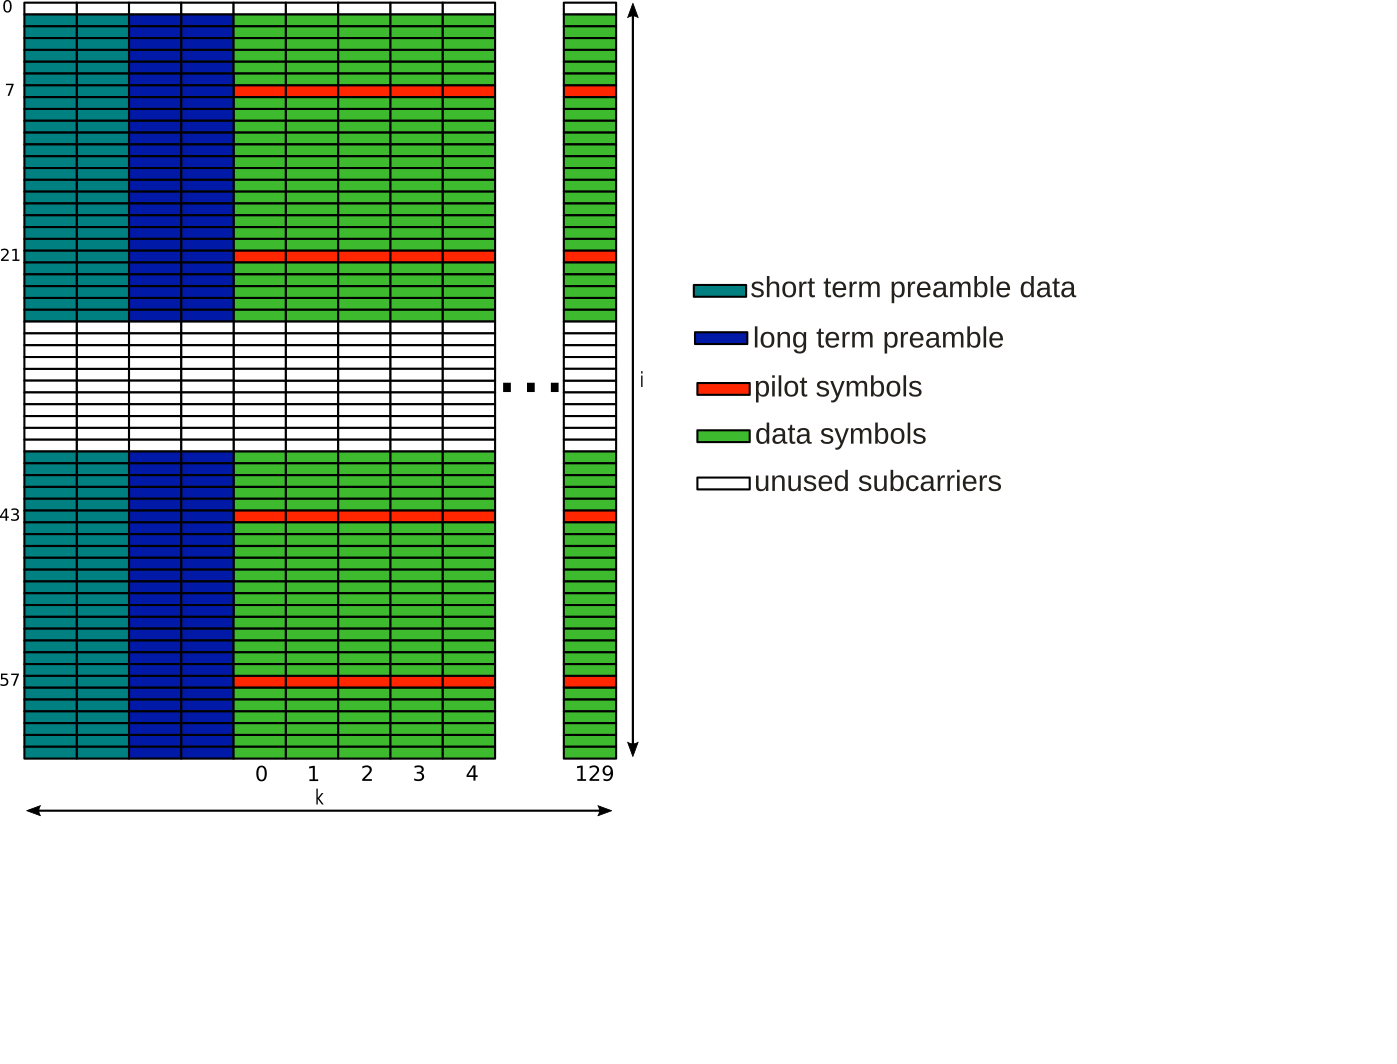 0
7
21
43
57
0 1 2 3 4 129
k
i
short term preamble data
long term preamble
pilot symbols
data symbols
unused subcarriers